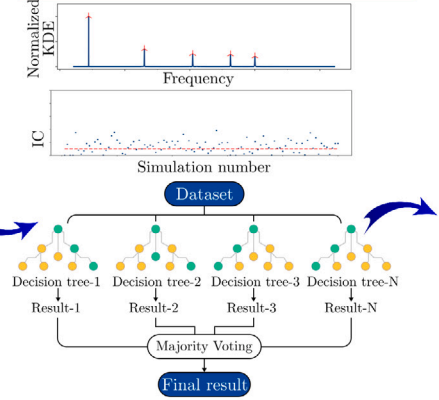 Normalized
KDE
Frequency
IC
Simulation number
Dataset
Decision tree-1 Decision tree-2 Decision tree-3 Decision tree-N
Result-1 Result-2 Result-3 Result-N
Majority Voting
Final result